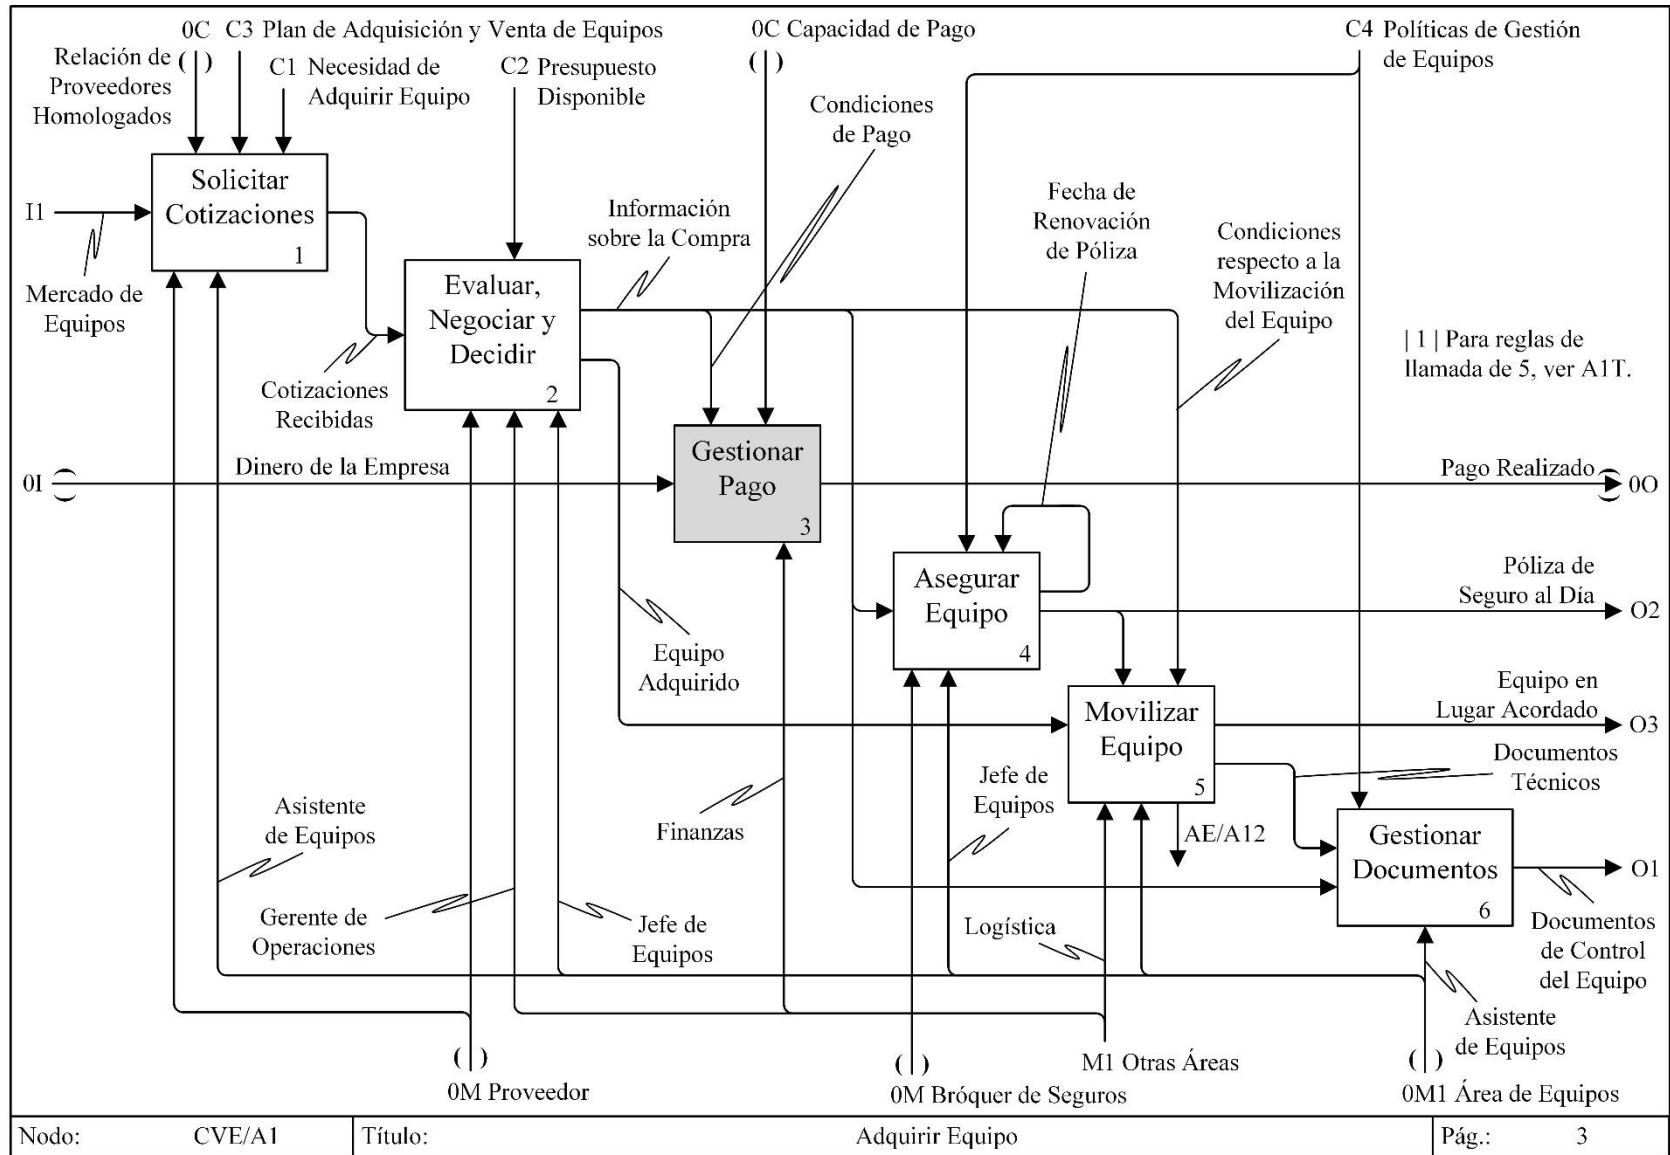 0C
C3 Plan de Adquisición y Venta de Equipos
0C Capacidad de Pago
C4 Políticas de Gestión
de Equipos
Relación de
Proveedores
Homologados
( )
C1 Necesidad de
Adquirir Equipo
C2 Presupuesto
Disponible
( )
Condiciones
de Pago
Solicitar
Cotizaciones
1
I1
Mercado de
Equipos
Información
sobre la Compra
Fecha de
Renovación
de Póliza
Condiciones
respecto a la
Movilización
del Equipo
Evaluar,
Negociar y
Decidir
2
| 1 | Para reglas de
llamada de 5, ver A1T.
Cotizaciones
Recibidas
0I
( )
Dinero de la Empresa
Gestionar
Pago
3
Pago Realizado
( )
0O
Asegurar
Equipo
4
Póliza de
Seguro al Día
O2
Equipo
Adquirido
Movilizar
Equipo
5
Equipo en
Lugar Acordado
O3
Documentos
Técnicos
Asistente
de Equipos
Finanzas
Jefe de
Equipos
AE/A12
Gestionar
Documentos
6
O1
Gerente de
Operaciones
Jefe de
Equipos
Logística
Documentos
de Control
del Equipo
Asistente
de Equipos
( )
0M Proveedor
( )
0M Bróquer de Seguros
M1 Otras Áreas
( )
0M1 Área de Equipos
Nodo: CVE/A1 Título: Adquirir Equipo Pág.: 3